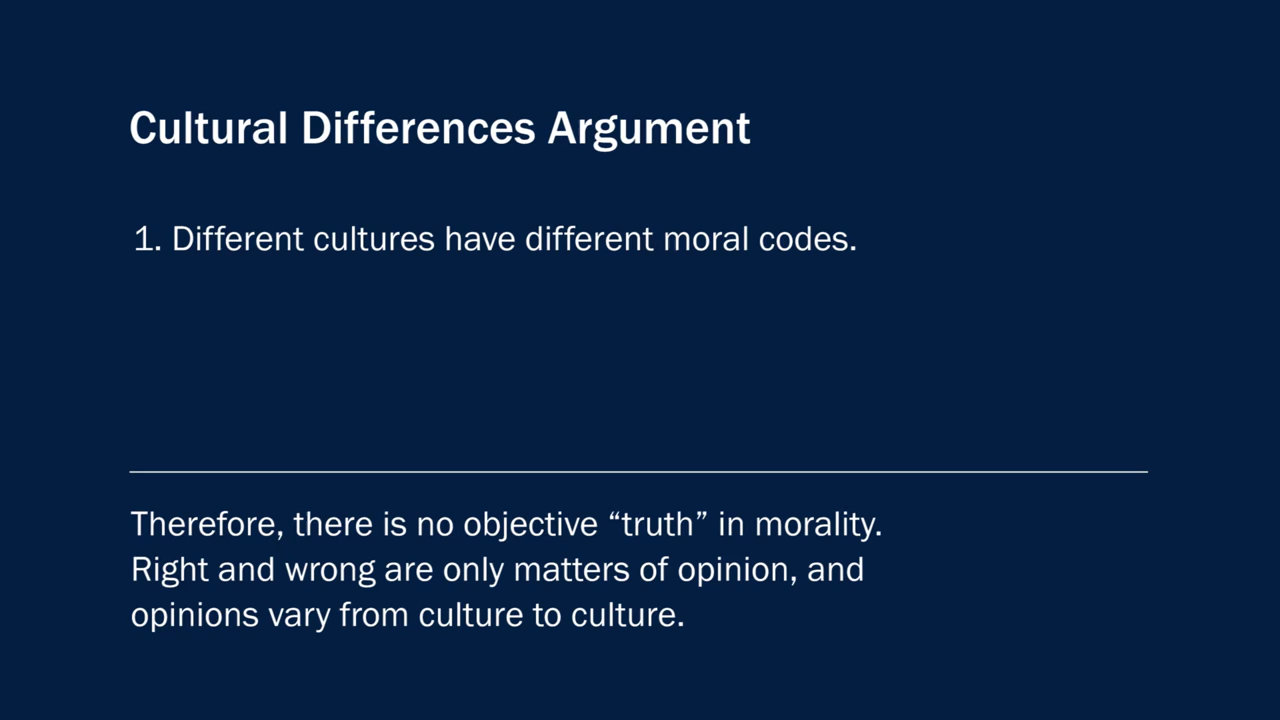 Cultural Differences Argument
1. Different cultures have different moral codes.
Therefore, there is no objective “truth” in morality.
Right and wrong are only matters of opinion, and
opinions vary from culture to culture.